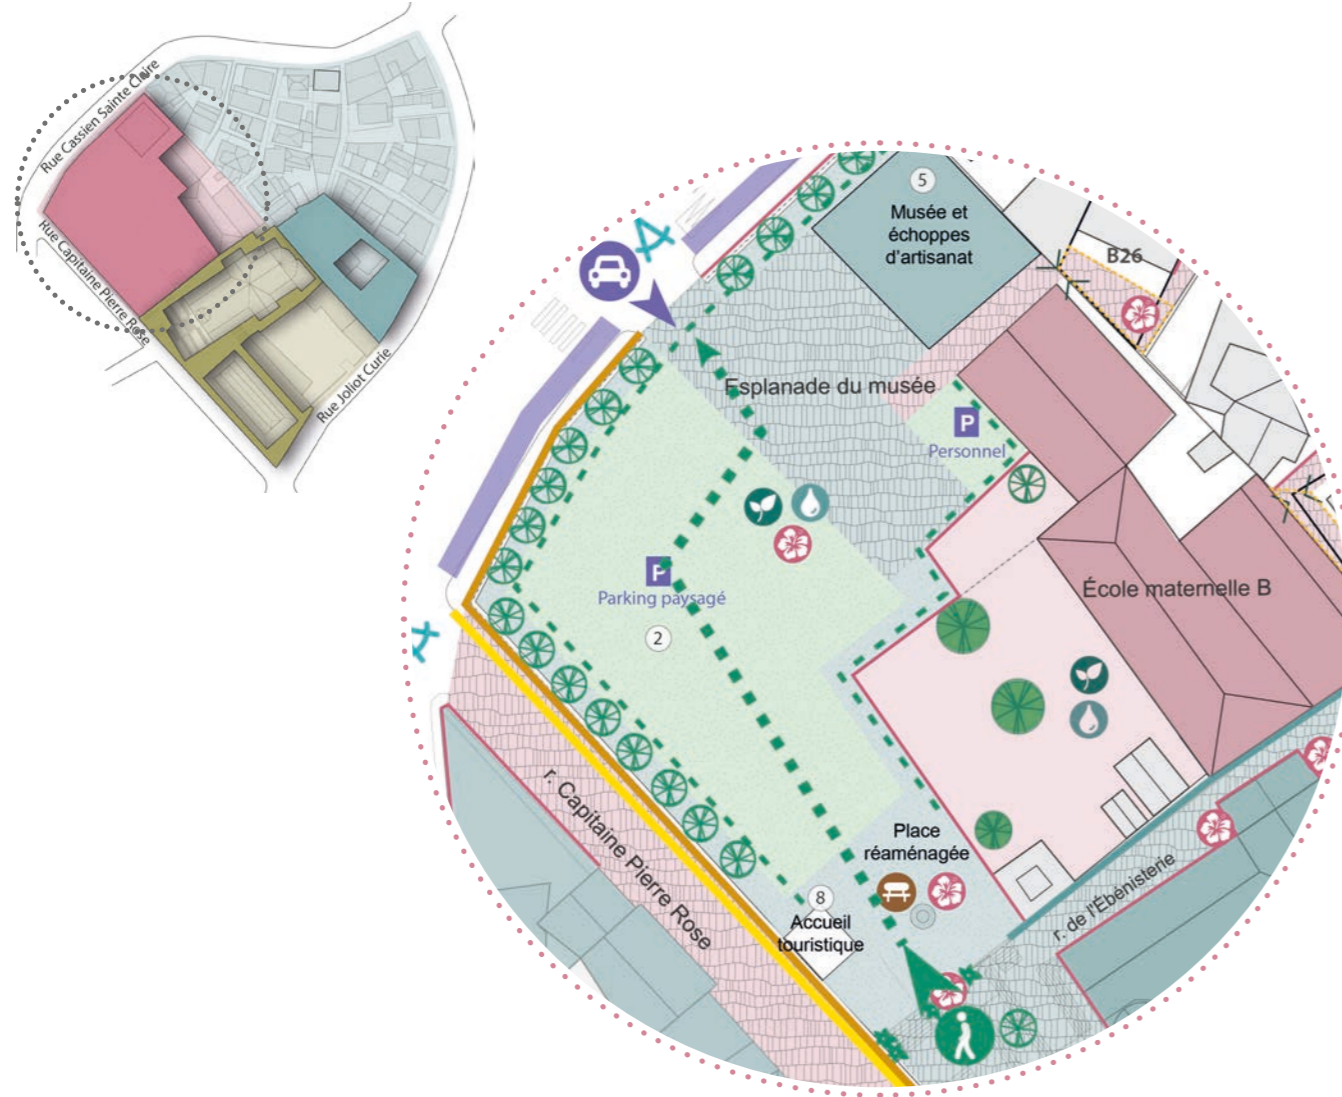 Rue Cassien Sainte Claire
Rue Capitaine Pierre Rose
Rue Joliot Curie
5
Musée et
échoppes
d'artisanat
B26
Esplanade du musée
P
Personnel
P
Parking paysagé
2
École maternelle B
r. Capitaine Pierre Rose
Place
réaménagée
8
Accueil
touristique
r. de l'Ébénisterie